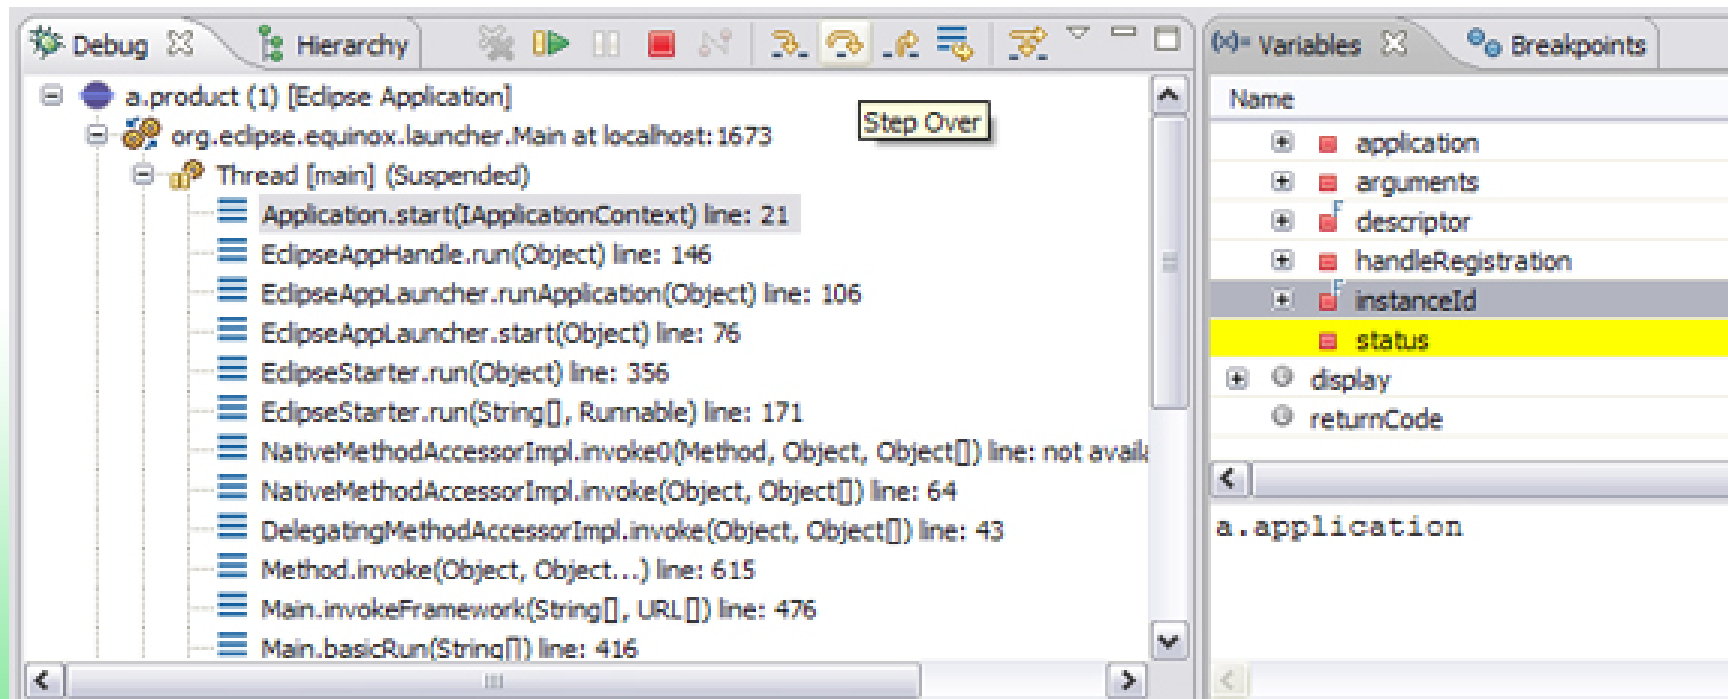 Debug Hierarchy
a.product (1) [Eclipse Application]
Step Over
org.eclipse.equinox.launcher.Main at localhost:1673
Thread [main] (Suspended)
Application.start(IApplicationContext) line: 21
EclipseAppHandle.run(Object) line: 146
EclipseAppLauncher.runApplication(Object) line: 106
EclipseAppLauncher.start(Object) line: 76
EclipseStarter.run(Object) line: 356
EclipseStarter.run(String[], Runnable) line: 171
NativeMethodAccessorImpl.invoke0(Method, Object, Object[]) line: not availa
NativeMethodAccessorImpl.invoke(Object, Object[]) line: 64
DelegatingMethodAccessorImpl.invoke(Object, Object[]) line: 43
Method.invoke(Object, Object...) line: 615
Main.invokeFramework(String[], URL[]) line: 476
Main.basicRun(String[]) line: 416
(x)= Variables Breakpoints
Name
application
arguments
F descriptor
handleRegistration
F instanceId
status
display
returnCode
a.application